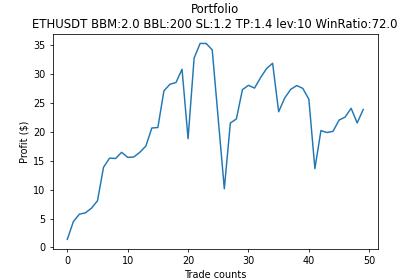 Portfolio
ETHUSDT BBM:2.0 BBL:200 SL:1.2 TP:1.4 lev:10 WinRatio:72.0
35
30
25
20
15
10
5
0
Profit ($)
0 10 20 30 40 50
Trade counts